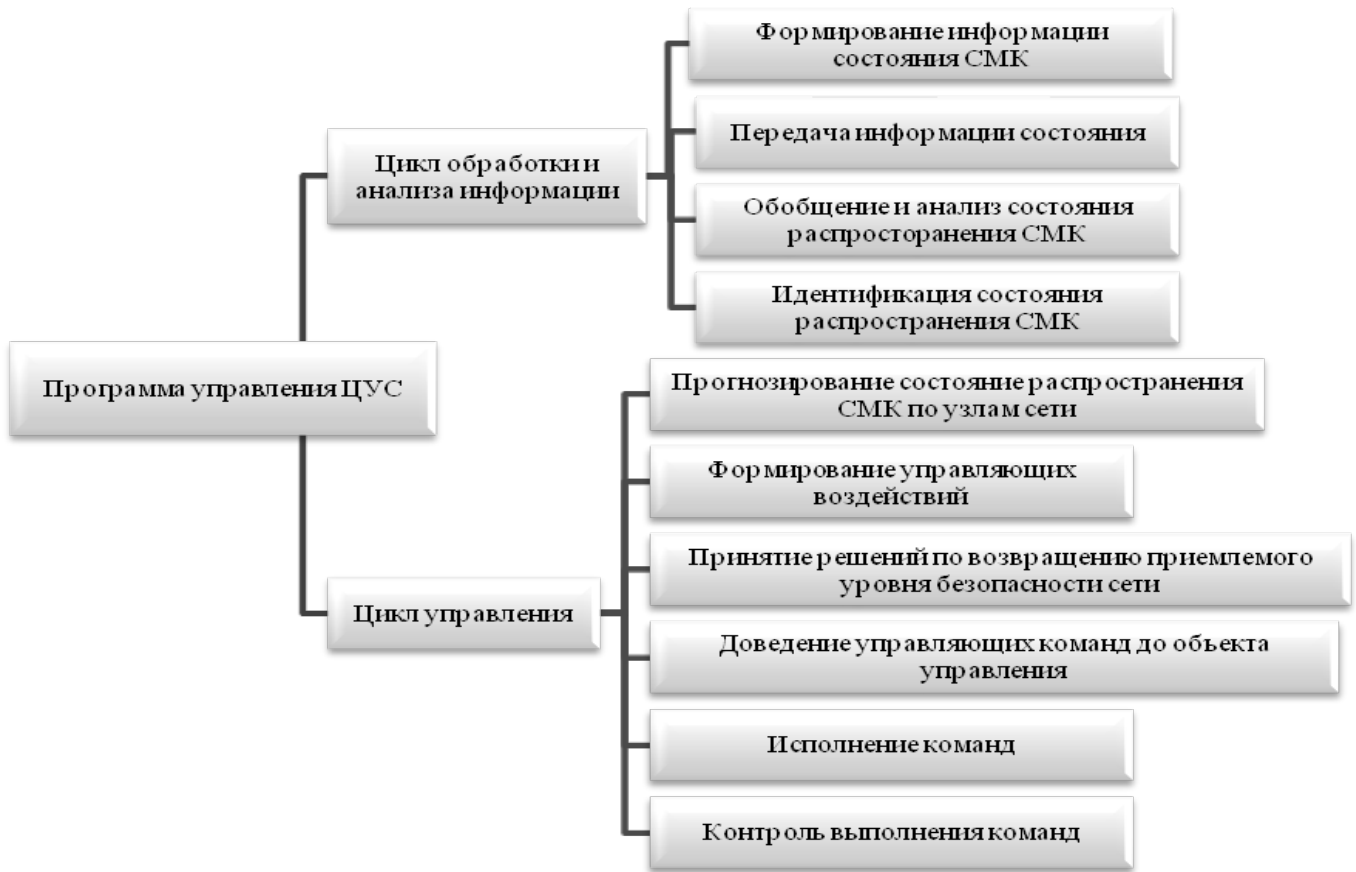 Формирование информации
состояния СМК
Передача информации состояния
Цикл обработки и
анализа информации
Обобщение и анализ состояния
распросторанения СМК
Идентификация состояния
распространения СМК
Программа управления ЦУС
Прогнозирование состояние распространения
СМК по узлам сети
Формирование управляющих
воздействий
Принятие решений по возвращению приемлемого
уровня безопасности сети
Цикл управления
Доведение управляющих команд до обьекта
управления
Исполнение команд
Контроль выполнения команд